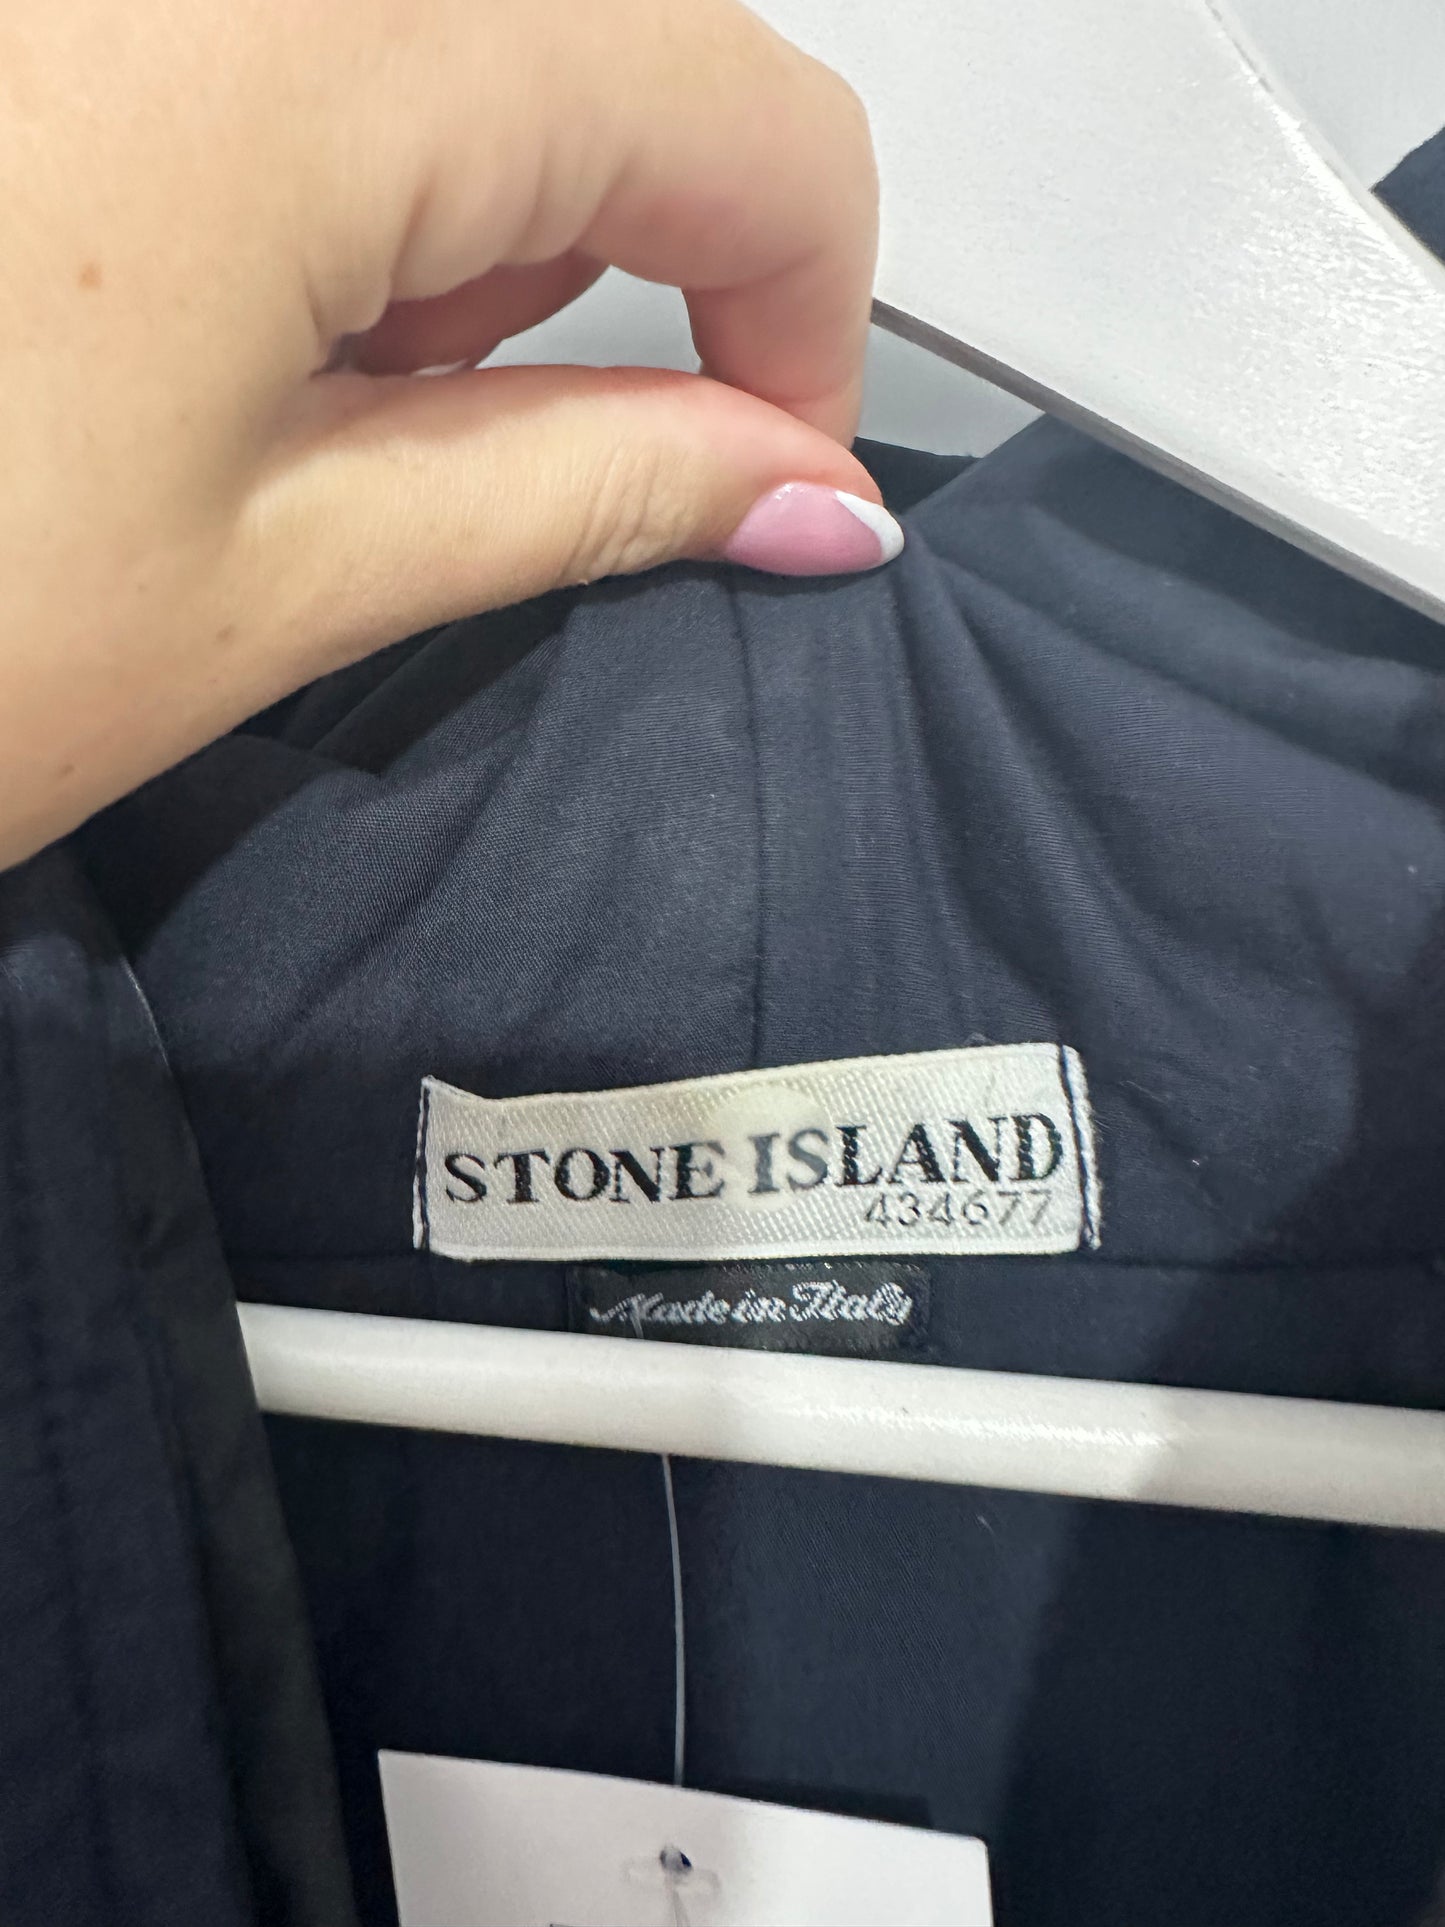 STONE ISLAND
434677
Made in Italy